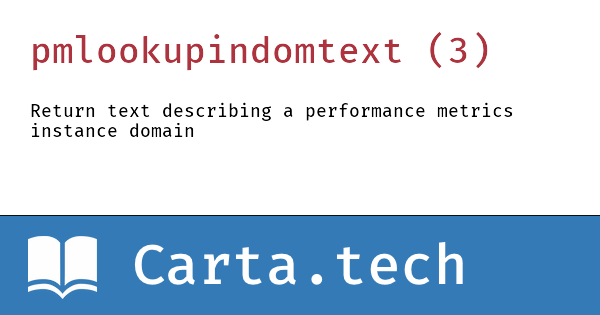 pmlookupindomtext (3)
Return text describing a performance metrics
instance domain
Carta.tech